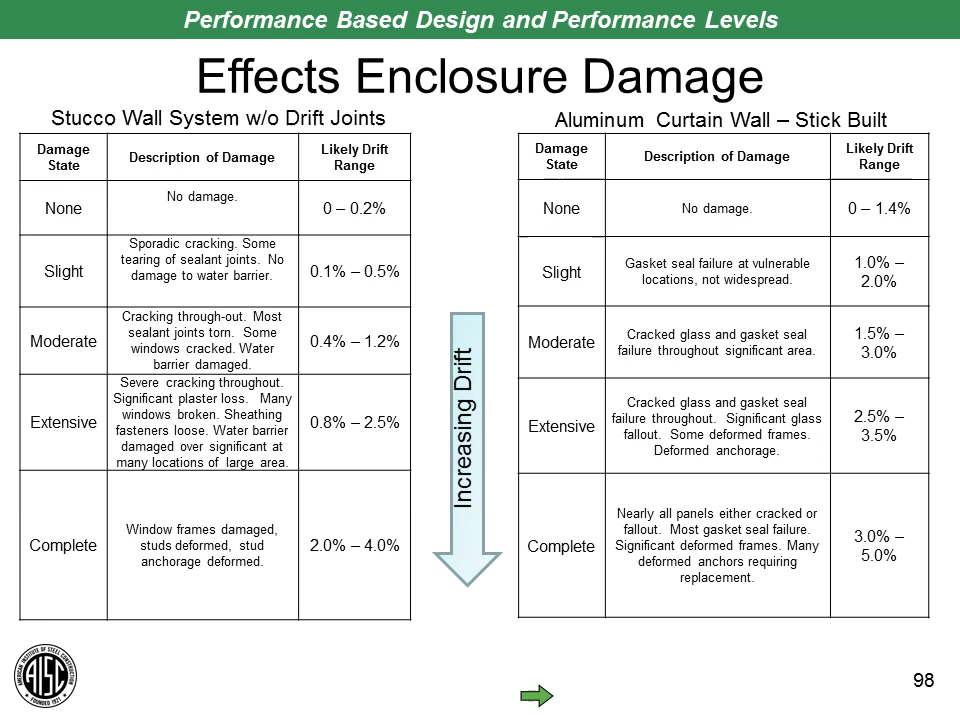 Performance Based Design and Performance Levels
Effects Enclosure Damage
Stucco Wall System w/o Drift Joints
Damage
State
Description of Damage
Likely Drift
Range
None
No damage.
0 – 0.2%
Slight
Sporadic cracking. Some
tearing of sealant joints. No
damage to water barrier.
0.1% – 0.5%
Moderate
Cracking through-out. Most
sealant joints torn. Some
windows cracked. Water
barrier damaged.
0.4% – 1.2%
Extensive
Severe cracking throughout.
Significant plaster loss. Many
windows broken. Sheathing
fasteners loose. Water barrier
damaged over significant at
many locations of large area.
0.8% – 2.5%
Complete
Window frames damaged,
studs deformed, stud
anchorage deformed.
2.0% – 4.0%
Increasing Drift
Aluminum Curtain Wall – Stick Built
Damage
State
Description of Damage
Likely Drift
Range
None
No damage.
0 – 1.4%
Slight
Gasket seal failure at vulnerable
locations, not widespread.
1.0% –
2.0%
Moderate
Cracked glass and gasket seal
failure throughout significant area.
1.5% –
3.0%
Extensive
Cracked glass and gasket seal
failure throughout. Significant glass
fallout. Some deformed frames.
Deformed anchorage.
2.5% –
3.5%
Complete
Nearly all panels either cracked or
fallout. Most gasket seal failure.
Significant deformed frames. Many
deformed anchors requiring
replacement.
3.0% –
5.0%
AMERICAN INSTITUTE OF STEEL CONSTRUCTION
AISC
FOUNDED 1921
98